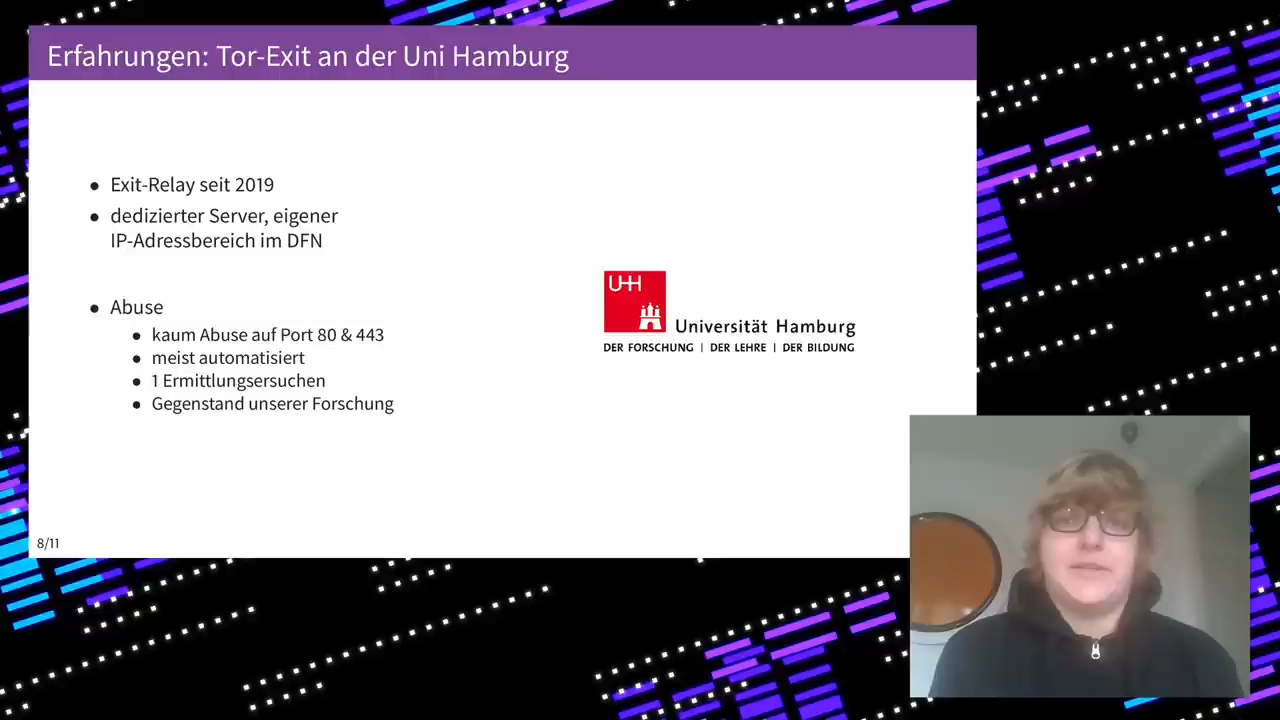 Erfahrungen: Tor-Exit an der Uni Hamburg
• Exit-Relay seit 2019
• dedizierter Server, eigener
IP-Adressbereich im DFN
• Abuse
• kaum Abuse auf Port 80 & 443
• meist automatisiert
• 1 Ermittlungsersuchen
• Gegenstand unserer Forschung
UHH
Universität Hamburg
DER FORSCHUNG | DER LEHRE | DER BILDUNG
8/11